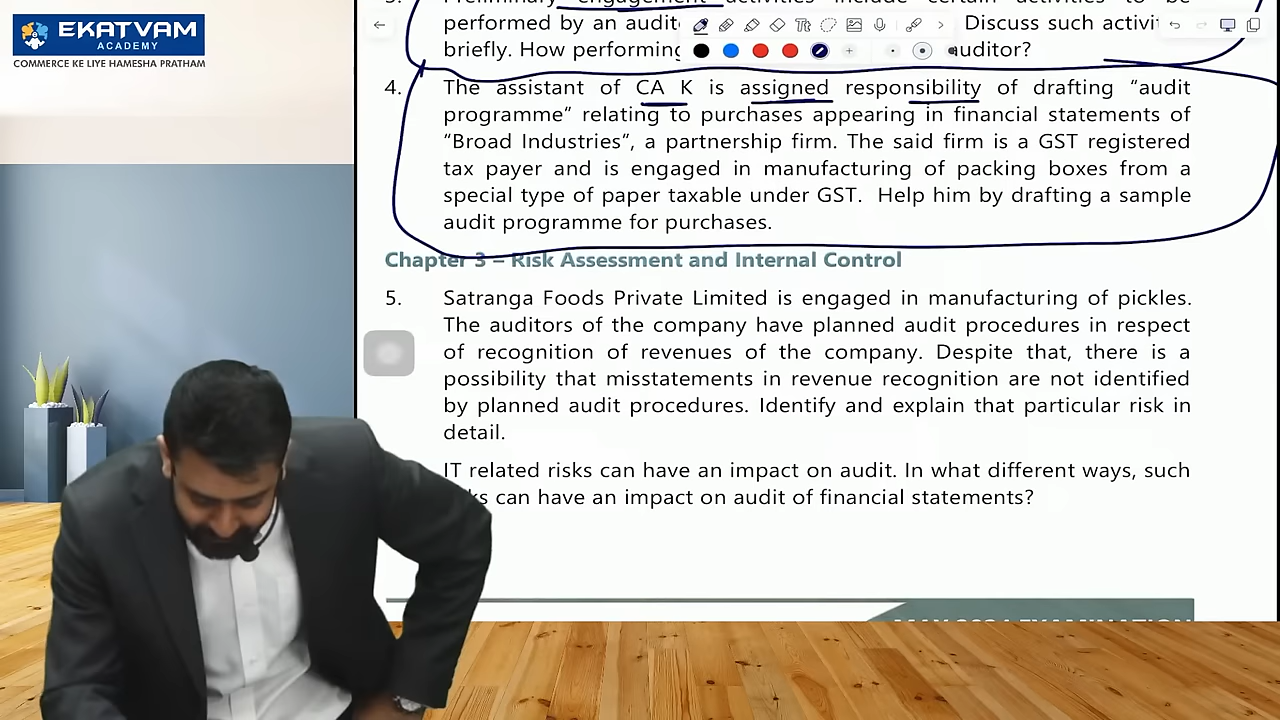 EKATVAM
ACADEMY
COMMERCE KE LIYE HAMESHA PRATHAM
Preliminary engagement activities include certain activities to be
performed by an Discuss such
briefly. How performing auditor?
4. The assistant of CA K is assigned responsibility of drafting “audit
programme” relating to purchases appearing in financial statements of
“Broad Industries”, a partnership firm. The said firm is a GST registered
tax payer and is engaged in manufacturing of packing boxes from a
special type of paper taxable under GST. Help him by drafting a sample
audit programme for purchases.
Chapter 3 – Risk Assessment and Internal Control
5. Satranga Foods Private Limited is engaged in manufacturing of pickles.
The auditors of the company have planned audit procedures in respect
of recognition of revenues of the company. Despite that, there is a
possibility that misstatements in revenue recognition are not identified
by planned audit procedures. Identify and explain that particular risk in
detail.
IT related risks can have an impact on audit. In what different ways, such
can have an impact on audit of financial statements?